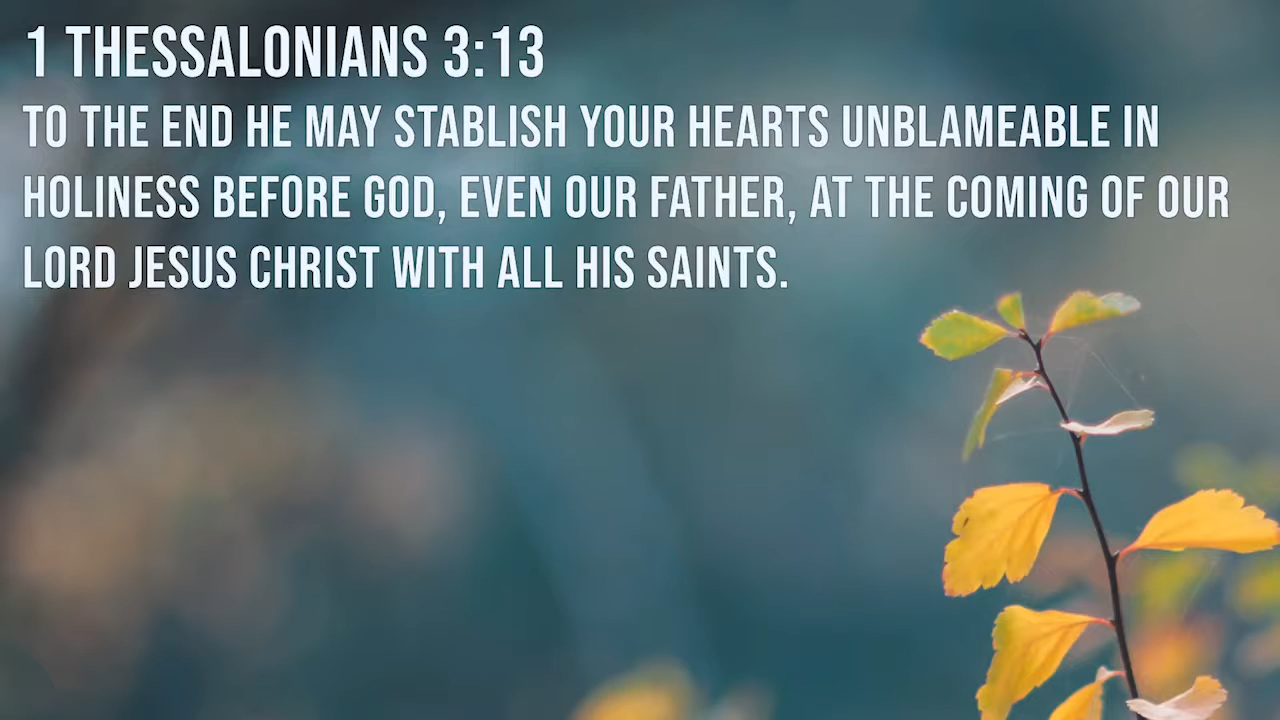 1 THESSALONIANS 3:13
TO THE END HE MAY STABLISH YOUR HEARTS UNBLAMEABLE IN
HOLINESS BEFORE GOD, EVEN OUR FATHER, AT THE COMING OF OUR
LORD JESUS CHRIST WITH ALL HIS SAINTS.